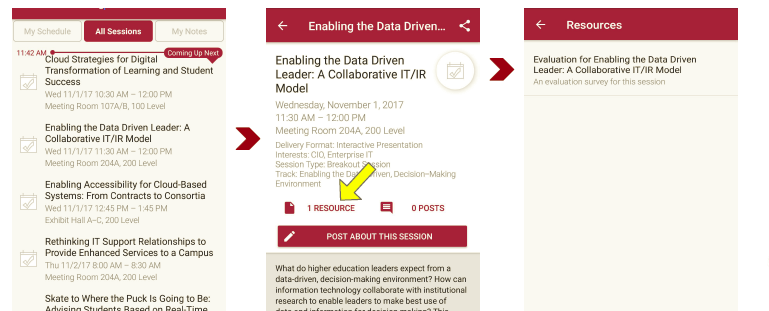 My Schedule
All Sessions
My Notes
11:42 AM
Coming Up Next
Cloud Strategies for Digital
Transformation of Learning and Student
Success
Wed 11/1/17 10:30 AM – 12:00 PM
Meeting Room 107A/B, 100 Level
Enabling the Data Driven Leader: A
Collaborative IT/IR Model
Wed 11/1/17 11:30 AM – 12:00 PM
Meeting Room 204A, 200 Level
Enabling Accessibility for Cloud-Based
Systems: From Contracts to Consortia
Wed 11/1/17 12:45 PM – 1:45 PM
Exhibit Hall A-C, 200 Level
Rethinking IT Support Relationships to
Provide Enhanced Services to a Campus
Thu 11/2/17 8:00 AM – 8:30 AM
Meeting Room 204A, 200 Level
Skate to Where the Puck Is Going to Be:
Advising Students Based on Real-Time
Enabling the Data Driven...
Enabling the Data Driven
Leader: A Collaborative IT/IR
Model
Wednesday, November 1, 2017
11:30 AM – 12:00 PM
Meeting Room 204A, 200 Level
Delivery Format: Interactive Presentation
Interests: CIO, Enterprise IT
Session Type: Breakout Session
Track: Enabling the Data-Driven, Decision-Making
Environment
1 RESOURCE
0 POSTS
POST ABOUT THIS SESSION
What do higher education leaders expect from a
data-driven, decision-making environment? How can
information technology collaborate with institutional
research to enable leaders to make best use of
data and information for decision making? This
Resources
Evaluation for Enabling the Data Driven
Leader: A Collaborative IT/IR Model
An evaluation survey for this session